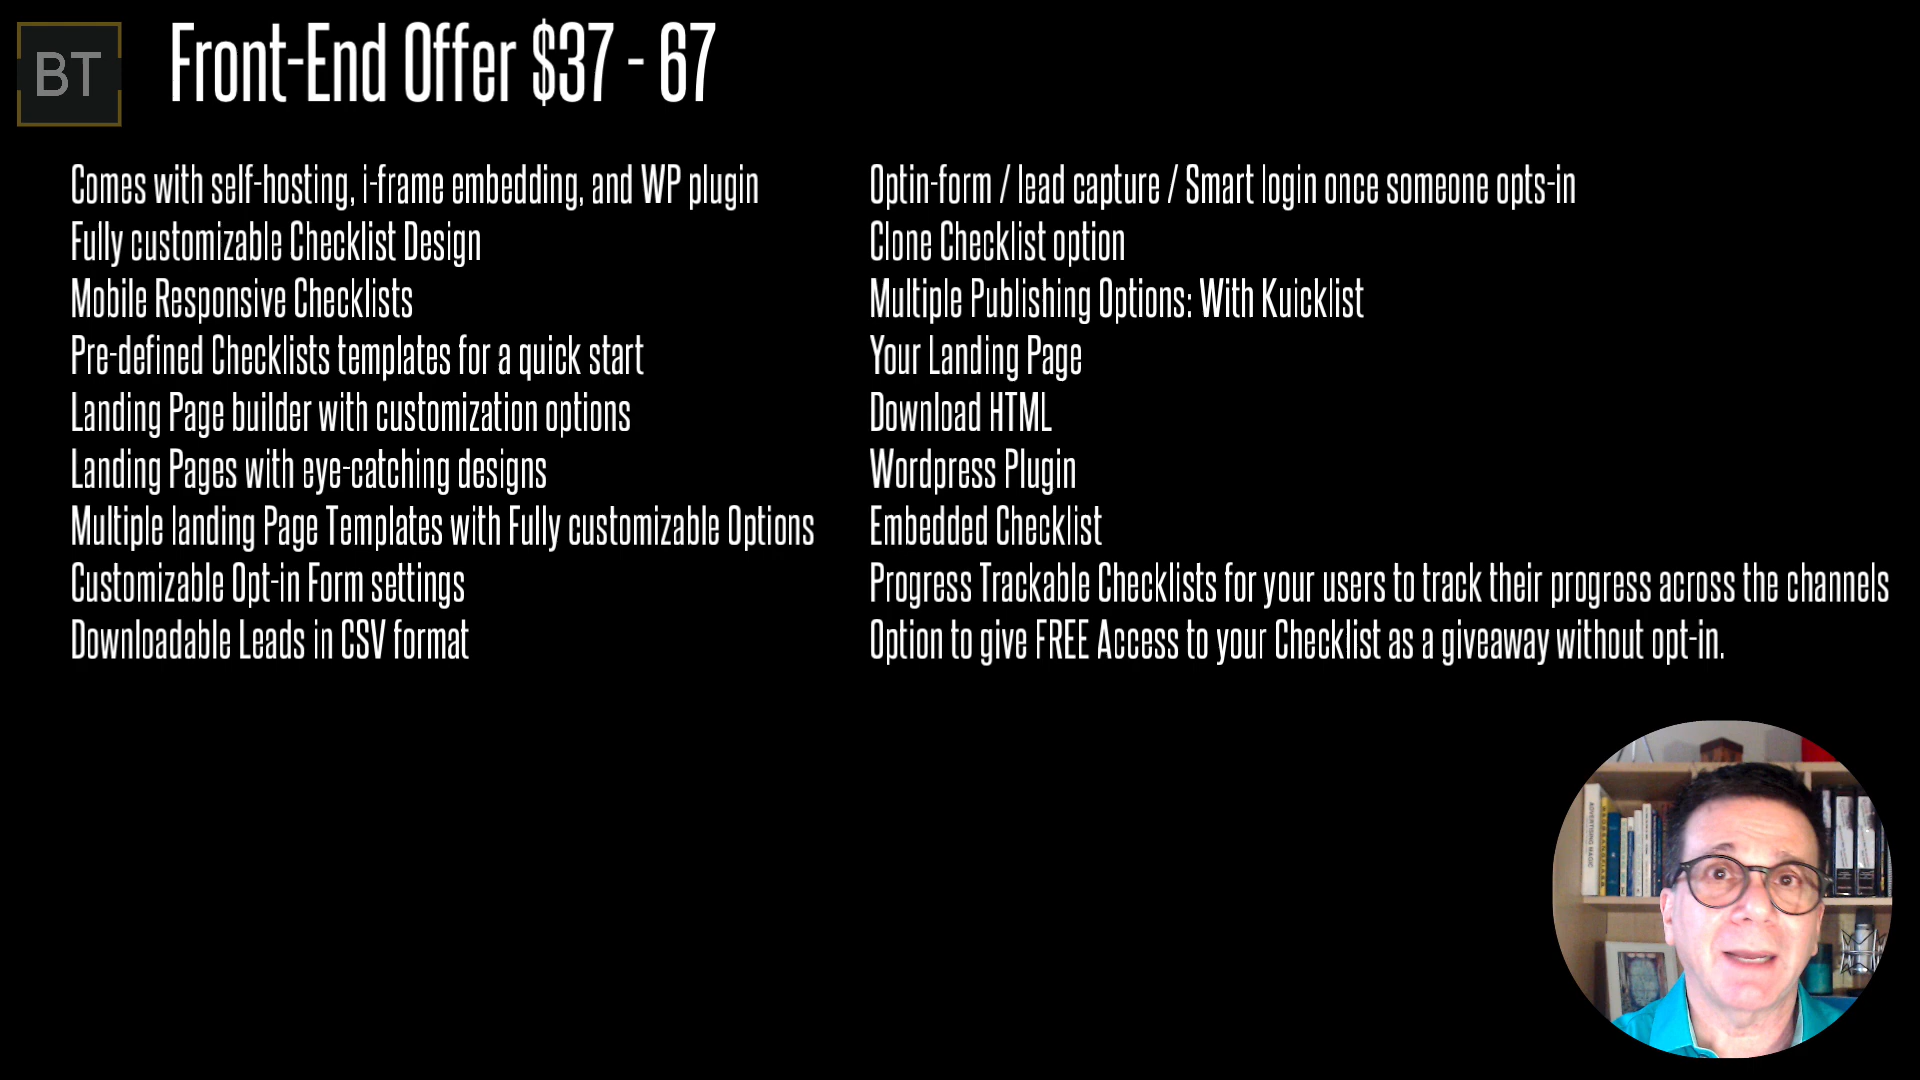 BT
Front-End Offer $37 - 67
Comes with self-hosting, i-frame embedding, and WP plugin
Fully customizable Checklist Design
Mobile Responsive Checklists
Pre-defined Checklists templates for a quick start
Landing Page builder with customization options
Landing Pages with eye-catching designs
Multiple landing Page Templates with Fully customizable Options
Customizable Opt-in Form settings
Downloadable Leads in CSV format
Optin-form / lead capture / Smart login once someone opts-in
Clone Checklist option
Multiple Publishing Options: With Kuicklist
Your Landing Page
Download HTML
Wordpress Plugin
Embedded Checklist
Progress Trackable Checklists for your users to track their progress across the channels
Option to give FREE Access to your Checklist as a giveaway without opt-in.
ADVERTISING MAGIC